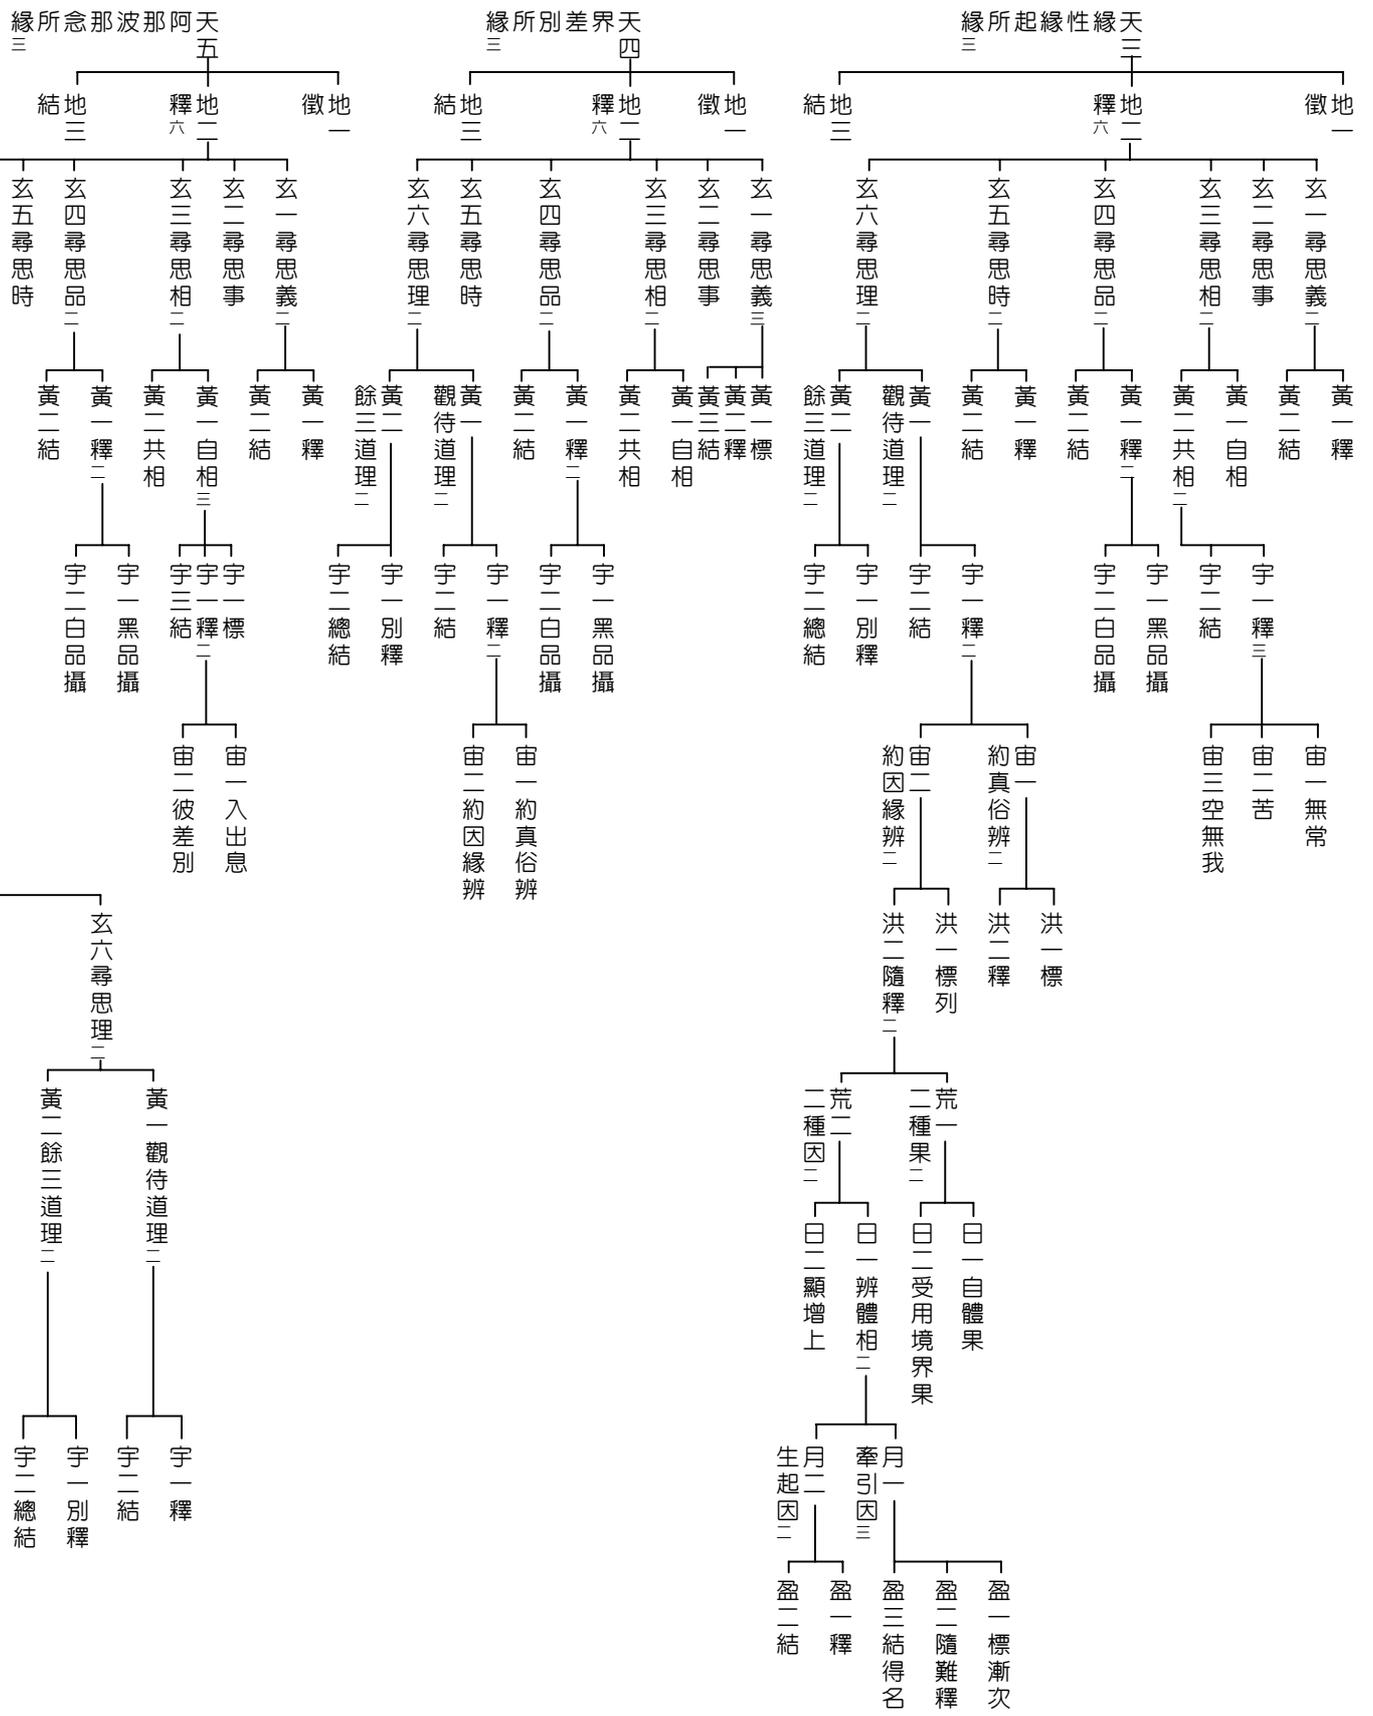 天三緣性緣起所緣三
地一徵
地二釋六
地三結
玄一尋思義二
玄二尋思事
玄三尋思相二
玄四尋思品二
玄五尋思時二
玄六尋思理二
黃一釋
黃二結
黃一自相
黃二共相二
黃一釋二
黃二結
黃一釋
黃二結
黃一觀待道理二
黃二餘三道理二
宇一釋三
宇二結
宇一黑品攝
宇二白品攝
宇一釋二
宇二結
宇一別釋
宇二總結
宙一無常
宙二苦
宙三空無我
宙一約真俗辨二
宙二約因緣辨二
洪一標
洪二釋
洪一標列
洪二隨釋二
荒一二種果二
荒二二種因二
日一自體果
日二受用境界果
日一辨體相二
日二顯增上
月一牽引因三
月二生起因二
盈一標漸次
盈二隨難釋
盈三結得名
盈一釋
盈二結
天四界差別所緣三
地一徵
地二釋六
地三結
玄一尋思義三
玄二尋思事
玄三尋思相二
玄四尋思品二
玄五尋思時
玄六尋思理二
黃一標
黃二釋
黃三結
黃一自相
黃二共相
黃一釋二
黃二結
黃一觀待道理二
黃二餘三道理二
宇一黑品攝
宇二白品攝
宇一釋二
宇二結
宇一別釋
宇二總結
宙一約真俗辨
宙二約因緣辨
天五阿那波那念所緣三
地一徵
地二釋六
地三結
玄一尋思義二
玄二尋思事
玄三尋思相二
玄四尋思品二
玄五尋思時
黃一釋
黃二結
黃一自相三
黃二共相
黃一釋二
黃二結
宇一標
宇一釋二
宇三結
宇一黑品攝
宇二白品攝
宙一入出息
宙二彼差別
玄六尋思理二
黃一觀待道理二
黃二餘三道理二
宇一釋
宇二結
宇一別釋
宇二總結